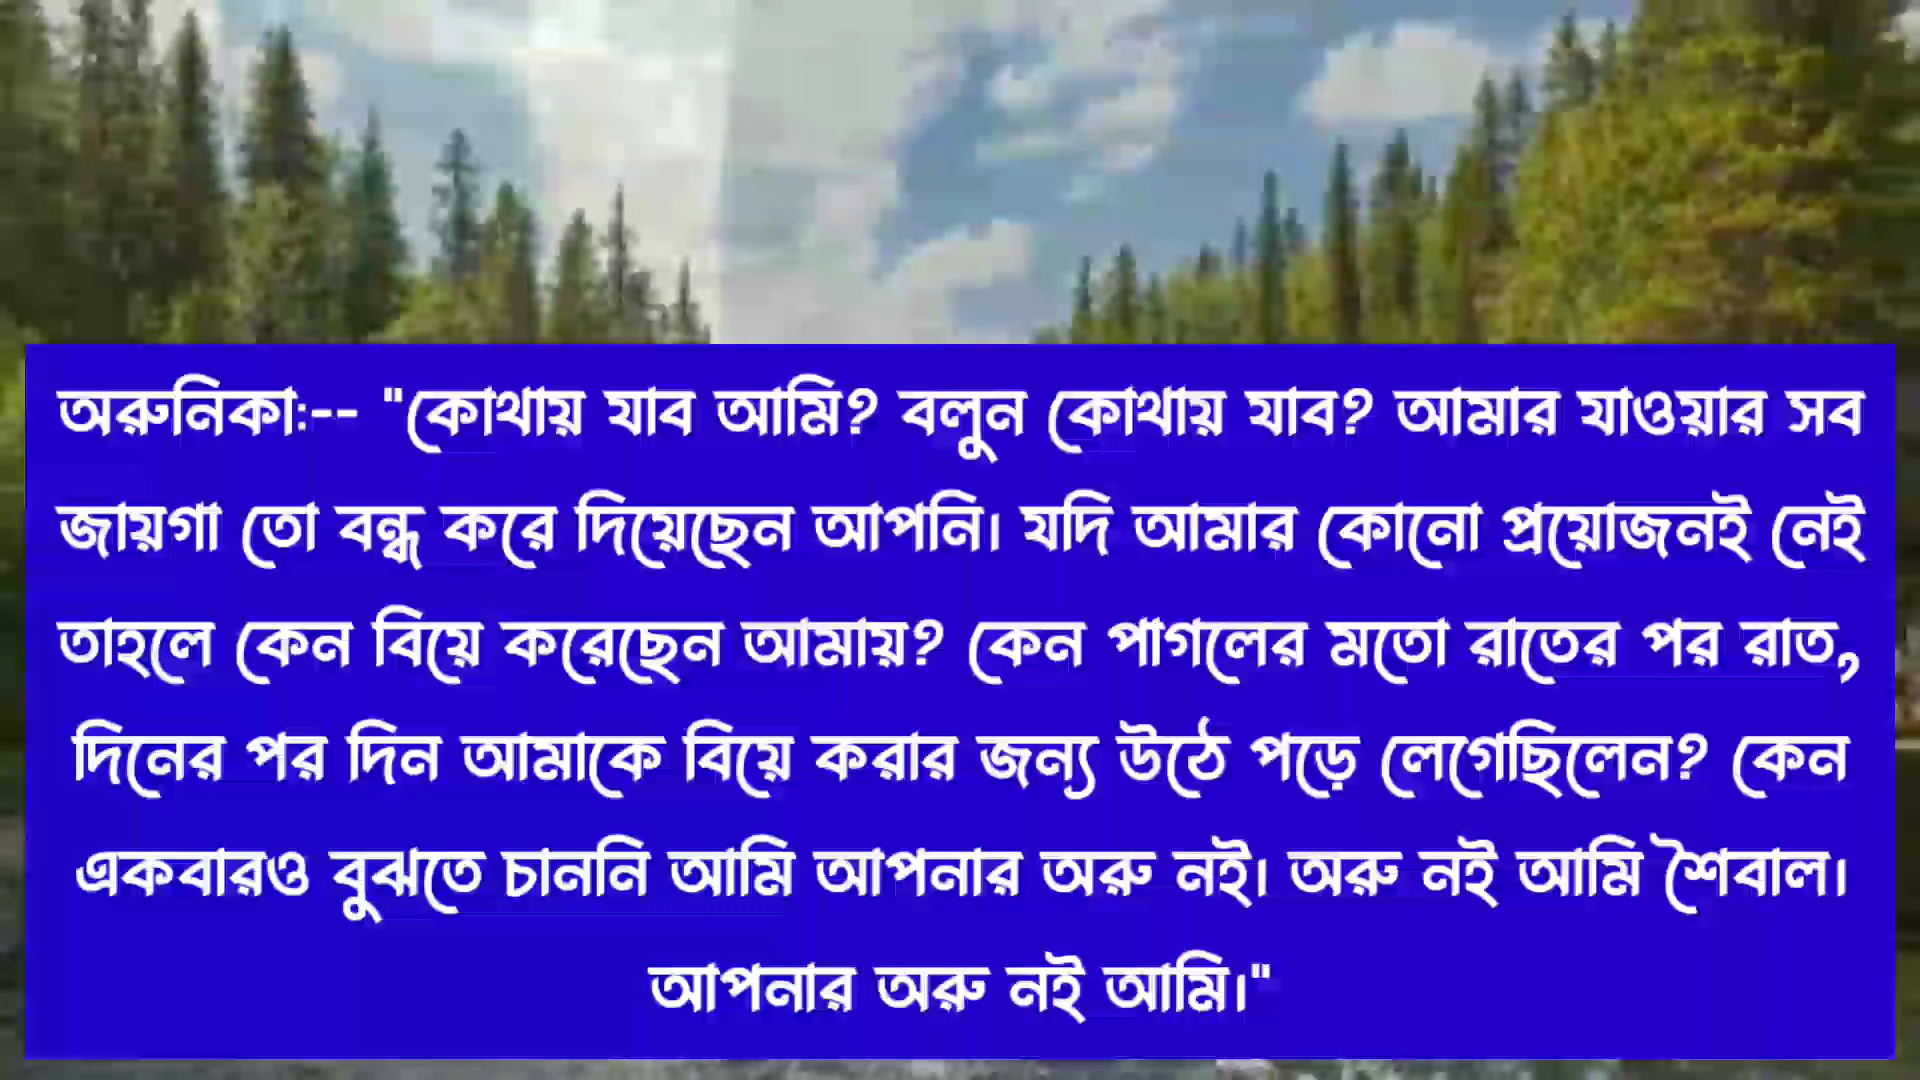 অরুনিকা:-- "কোথায় যাব আমি? বলুন কোথায় যাব? আমার যাওয়ার সব
জায়গা তো বন্ধ করে দিয়েছেন আপনি। যদি আমার কোনো প্রয়োজনই নেই
তাহলে কেন বিয়ে করেছেন আমায়? কেন পাগলের মতো রাতের পর রাত,
দিনের পর দিন আমাকে বিয়ে করার জন্য উঠে পড়ে লেগেছিলেন? কেন
একবারও বুঝতে চাননি আমি আপনার অরু নই। অরু নই আমি শৈবাল।
আপনার অরু নই আমি।"